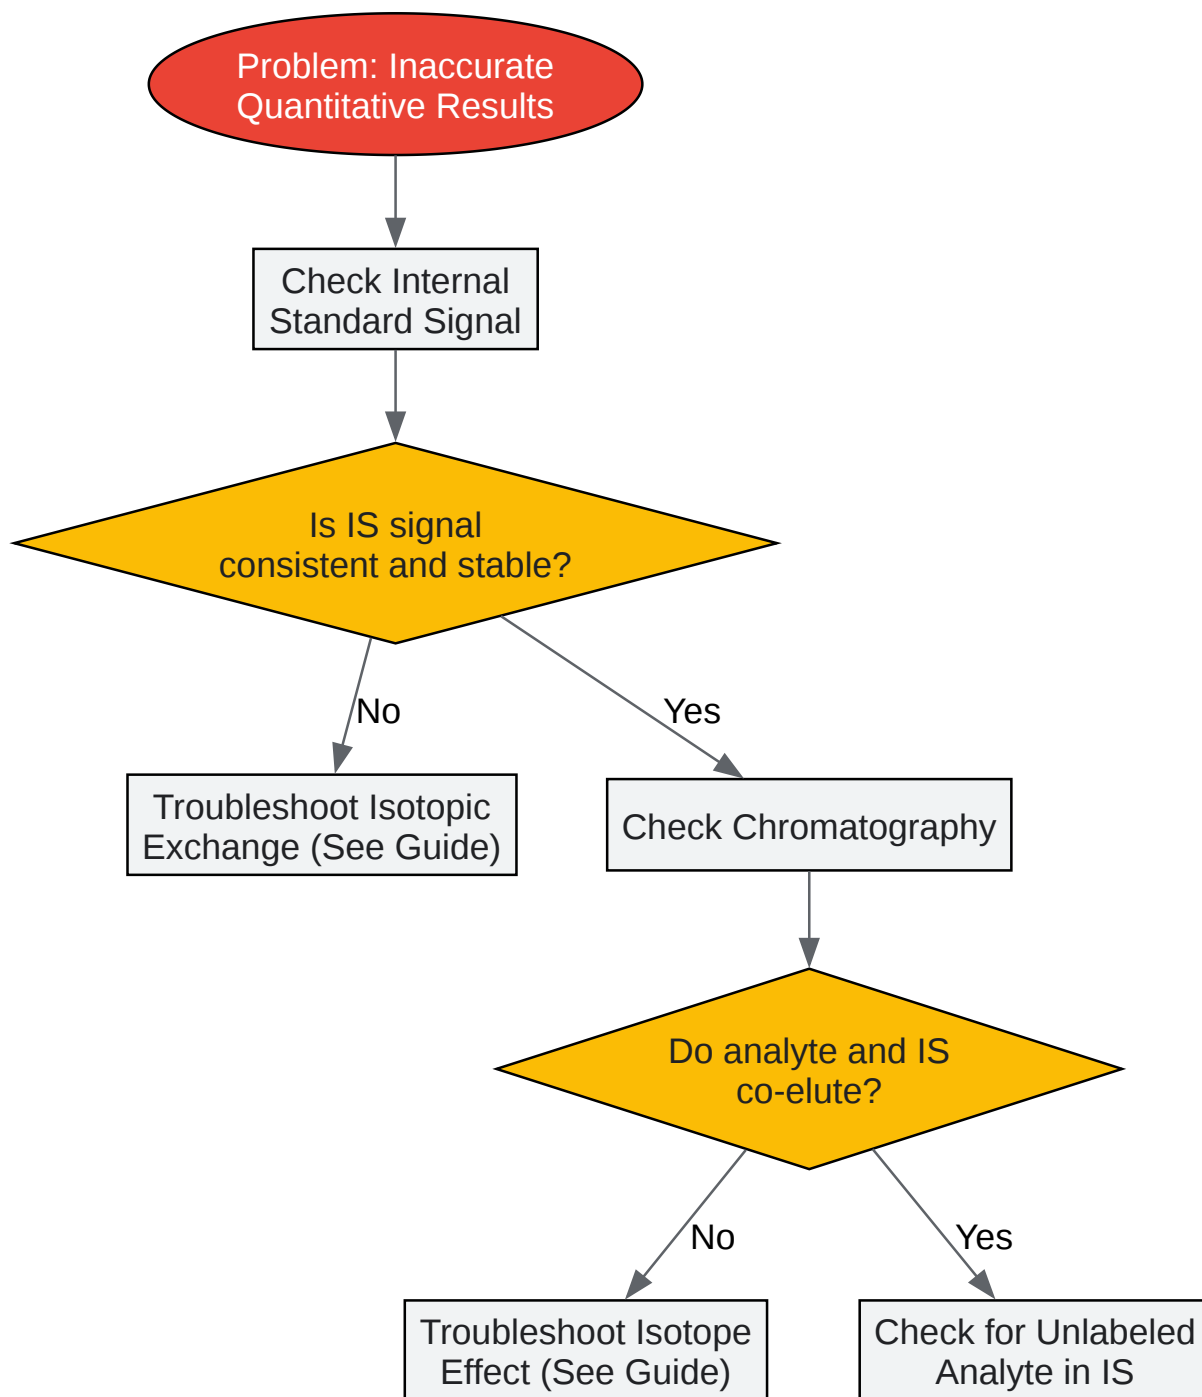 Problem: Inaccurate
Quantitative Results
Check Internal
Standard Signal
Is IS signal
consistent and stable?
No
Yes
Troubleshoot Isotopic
Exchange (See Guide)
Check Chromatography
Do analyte and IS
co-elute?
No
Yes
Troubleshoot Isotope
Effect (See Guide)
Check for Unlabeled
Analyte in IS